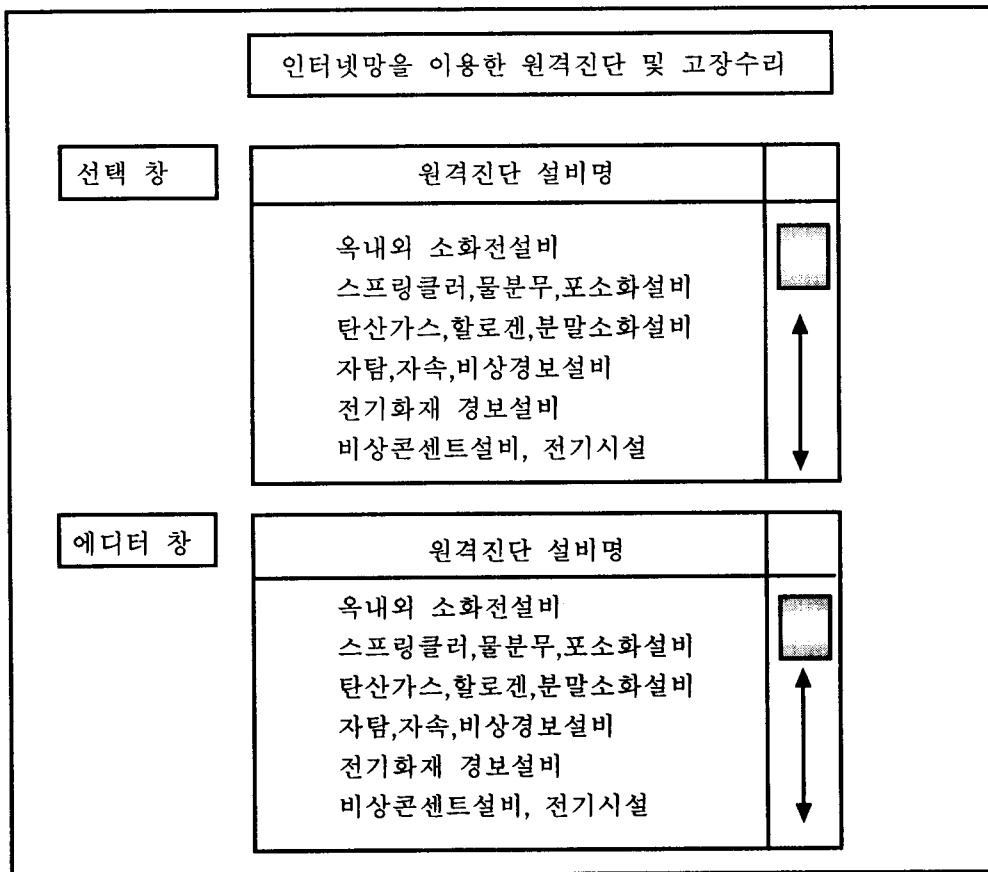 인터넷망을 이용한 원격진단 및 고장수리
선택 창
원격진단 설비명
옥내외 소화전설비
스프링클러,물분무,포소화설비
탄산가스,할로겐,분말소화설비
자탐,자속,비상경보설비
전기화재 경보설비
비상콘센트설비, 전기시설
에디터 창
원격진단 설비명
옥내외 소화전설비
스프링클러,물분무,포소화설비
탄산가스,할로겐,분말소화설비
자탐,자속,비상경보설비
전기화재 경보설비
비상콘센트설비, 전기시설